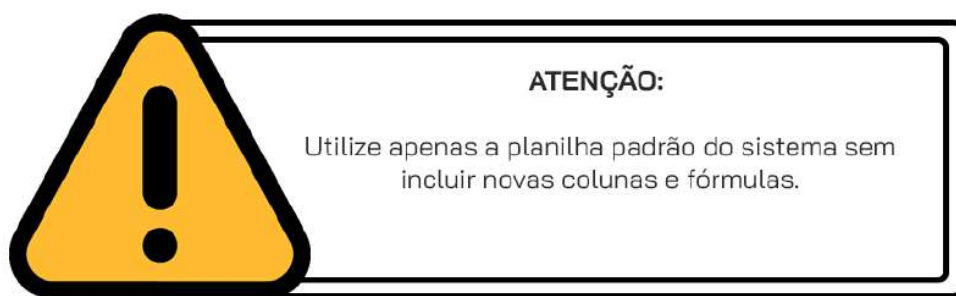 ATENÇÃO:
Utilize apenas a planilha padrão do sistema sem
incluir novas colunas e fórmulas.